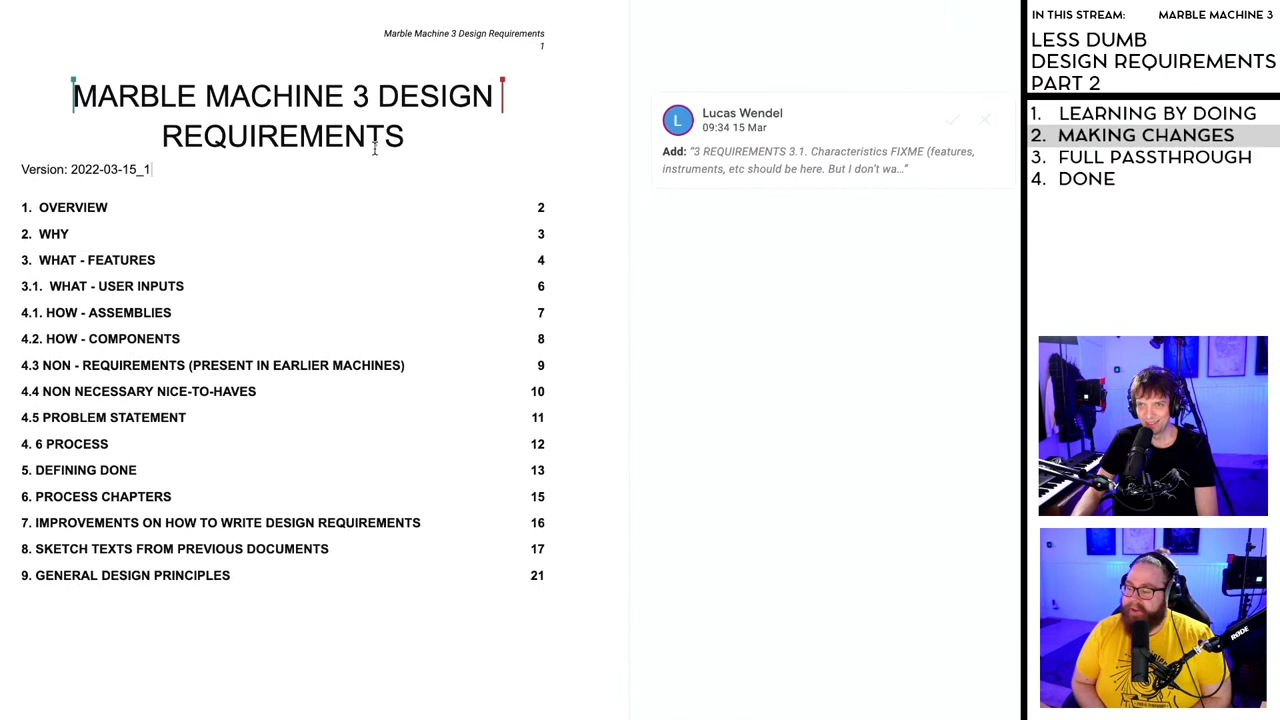 Marble Machine 3 Design Requirements
1
MARBLE MACHINE 3 DESIGN
REQUIREMENTS
Version: 2022-03-15_1
1. OVERVIEW 2
2. WHY 3
3. WHAT - FEATURES 4
3.1. WHAT - USER INPUTS 6
4.1. HOW - ASSEMBLIES 7
4.2. HOW - COMPONENTS 8
4.3 NON - REQUIREMENTS (PRESENT IN EARLIER MACHINES) 9
4.4 NON NECESSARY NICE-TO-HAVES 10
4.5 PROBLEM STATEMENT 11
4. 6 PROCESS 12
5. DEFINING DONE 13
6. PROCESS CHAPTERS 15
7. IMPROVEMENTS ON HOW TO WRITE DESIGN REQUIREMENTS 16
8. SKETCH TEXTS FROM PREVIOUS DOCUMENTS 17
9. GENERAL DESIGN PRINCIPLES 21
L
Lucas Wendel
09:34 15 Mar
Add: “3 REQUIREMENTS 3.1. Characteristics FIXME (features,
instruments, etc should be here. But I don’t wa...”
IN THIS STREAM: MARBLE MACHINE 3
LESS DUMB
DESIGN REQUIREMENTS
PART 2
1. LEARNING BY DOING
2. MAKING CHANGES
3. FULL PASSTHROUGH
4. DONE
RODE